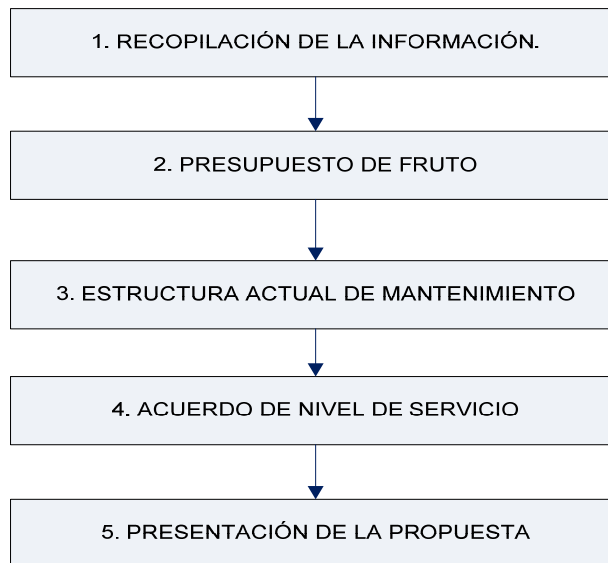 1. RECOPILACIÓN DE LA INFORMACIÓN.
2. PRESUPUESTO DE FRUTO
3. ESTRUCTURA ACTUAL DE MANTENIMIENTO
4. ACUERDO DE NIVEL DE SERVICIO
5. PRESENTACIÓN DE LA PROPUESTA